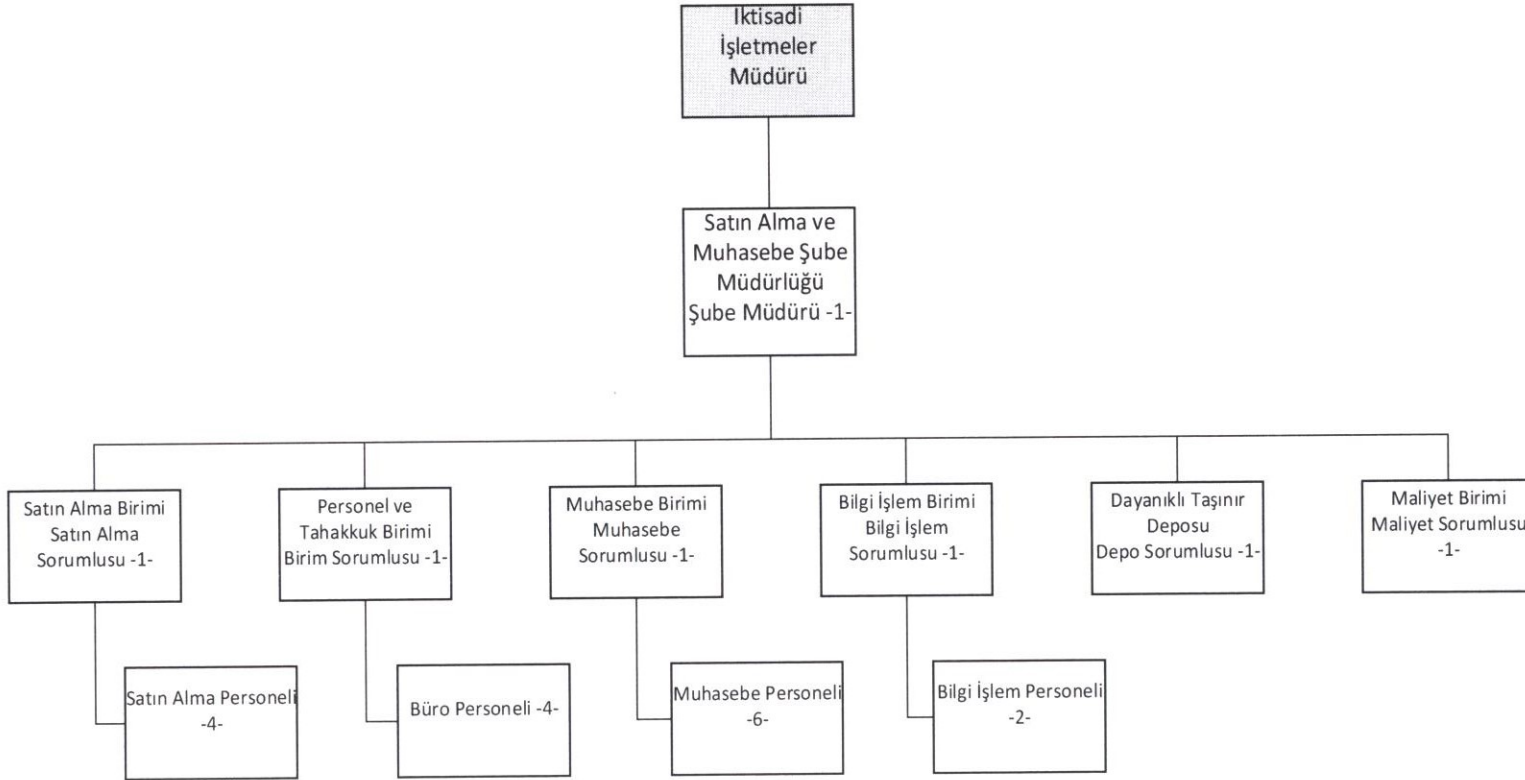 İktisadi
İşletmeler
Müdürü
Satın Alma ve
Muhasebe Şube
Müdürlüğü
Şube Müdürü -1-
Satın Alma Birimi
Satın Alma
Sorumlusu -1-
Personel ve
Tahakkuk Birimi
Birim Sorumlusu -1-
Muhasebe Birimi
Muhasebe
Sorumlusu -1-
Bilgi İşlem Birimi
Bilgi İşlem
Sorumlusu -1-
Dayanıklı Taşınır
Deposu
Depo Sorumlusu -1-
Maliyet Birimi
Maliyet Sorumlusu
-1-
Satın Alma Personeli
-4-
Büro Personeli -4-
Muhasebe Personeli
-6-
Bilgi İşlem Personeli
-2-